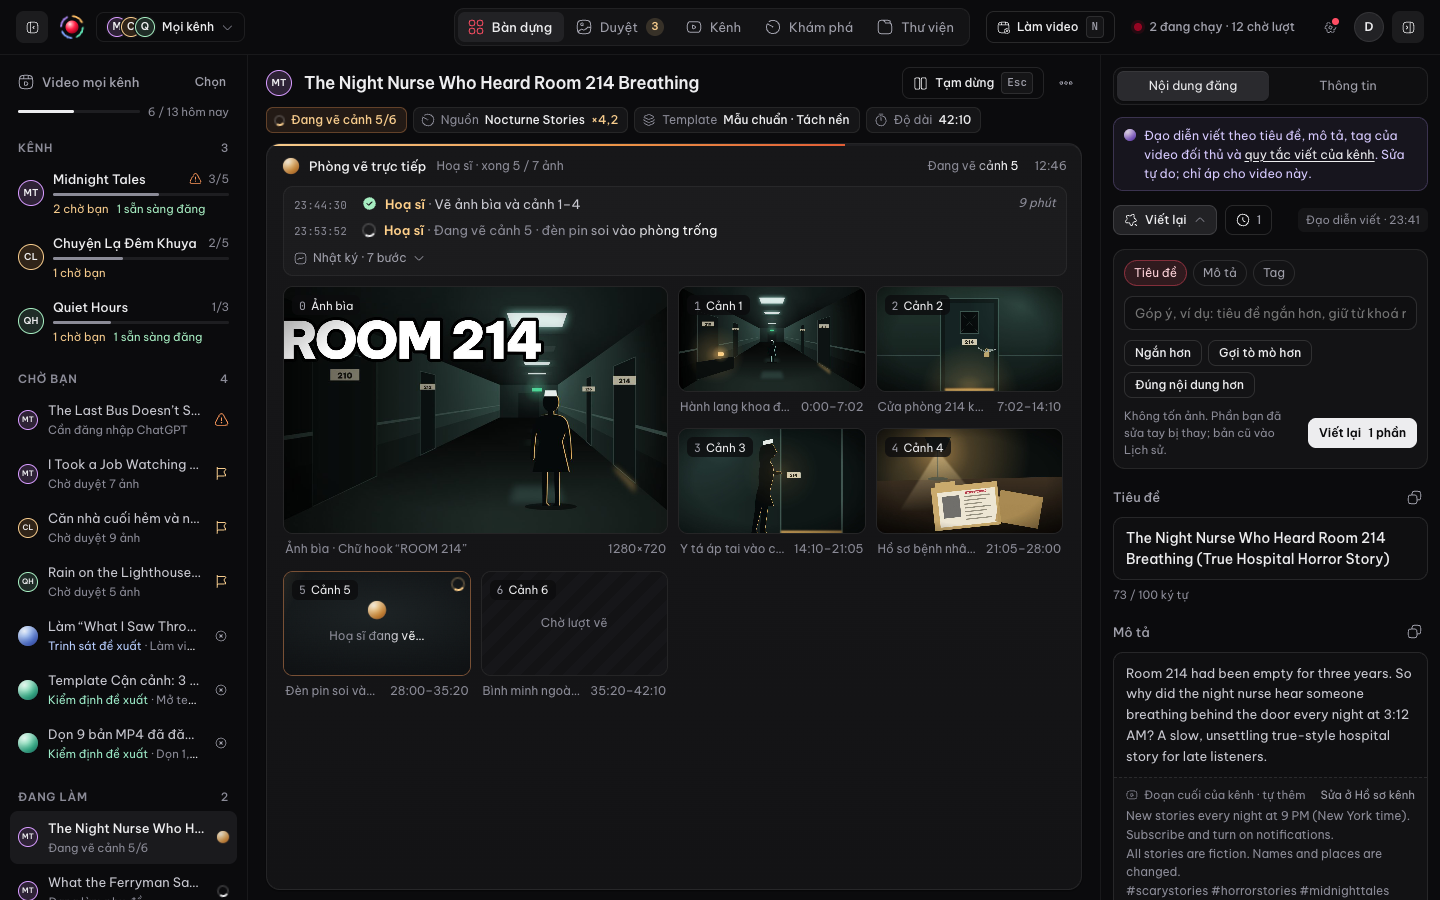 M C Q Mọi kênh
Bản dựng
Duyệt 3
Kênh
Khám phá
Thư viện
Làm video N
2 đang chạy · 12 chờ lượt
D
Video mọi kênh Chọn
6 / 13 hôm nay
KÊNH 3
MT Midnight Tales 3/5
2 chờ bạn 1 sẵn sàng đăng
CL Chuyện Lạ Đêm Khuya 2/5
1 chờ bạn
QH Quiet Hours 1/3
1 chờ bạn 1 sẵn sàng đăng
CHỜ BẠN 4
MT The Last Bus Doesn’t S...
Cần đăng nhập ChatGPT
MT I Took a Job Watching ...
Chờ duyệt 7 ảnh
CL Căn nhà cuối hẻm và n...
Chờ duyệt 9 ảnh
QH Rain on the Lighthouse...
Chờ duyệt 5 ảnh
Làm “What I Saw Thro...
Trinh sát đề xuất · Làm vi...
Template Cận cảnh: 3 ...
Kiểm định đề xuất · Mở te...
Dọn 9 bản MP4 đã đă...
Kiểm định đề xuất · Dọn 1,...
ĐANG LÀM 2
MT The Night Nurse Who H...
Đang vẽ cảnh 5/6
MT What the Ferryman Sa...
MT The Night Nurse Who Heard Room 214 Breathing
Tạm dừng Esc
Đang vẽ cảnh 5/6
Nguồn Nocturne Stories ×4,2
Template Mẫu chuẩn · Tách nền
Độ dài 42:10
Phòng vẽ trực tiếp Hoạ sĩ · xong 5 / 7 ảnh
Đang vẽ cảnh 5 12:46
23:44:30 Hoạ sĩ · Vẽ ảnh bìa và cảnh 1–4 9 phút
23:53:52 Hoạ sĩ · Đang vẽ cảnh 5 · đèn pin soi vào phòng trống
Nhật ký · 7 bước
0 Ảnh bìa
ROOM 214
210
214
Ảnh bìa · Chữ hook “ROOM 214” 1280×720
1 Cảnh 1
Hành lang khoa đ... 0:00–7:02
2 Cảnh 2
214
Cửa phòng 214 k... 7:02–14:10
3 Cảnh 3
214
Y tá áp tai vào c... 14:10–21:05
4 Cảnh 4
Hồ sơ bệnh nhâ... 21:05–28:00
5 Cảnh 5
Hoạ sĩ đang vẽ...
Đèn pin soi và... 28:00–35:20
6 Cảnh 6
Chờ lượt vẽ
Bình minh ngoà... 35:20–42:10
Nội dung đăng
Thông tin
Đạo diễn viết theo tiêu đề, mô tả, tag của
video đối thủ và quy tắc viết của kênh. Sửa
tự do; chỉ áp cho video này.
Viết lại
1
Đạo diễn viết · 23:41
Tiêu đề
Mô tả
Tag
Góp ý, ví dụ: tiêu đề ngắn hơn, giữ từ khoá r
Ngắn hơn
Gợi tò mò hơn
Đúng nội dung hơn
Không tốn ảnh. Phần bạn đã
sửa tay bị thay; bản cũ vào
Lịch sử.
Viết lại 1 phần
Tiêu đề
The Night Nurse Who Heard Room 214
Breathing (True Hospital Horror Story)
73 / 100 ký tự
Mô tả
Room 214 had been empty for three years. So
why did the night nurse hear someone
breathing behind the door every night at 3:12
AM? A slow, unsettling true-style hospital
story for late listeners.
Đoạn cuối của kênh · tự thêm Sửa ở Hồ sơ kênh
New stories every night at 9 PM (New York time).
Subscribe and turn on notifications.
All stories are fiction. Names and places are
changed.
#scarystories #horrorstories #midnighttales